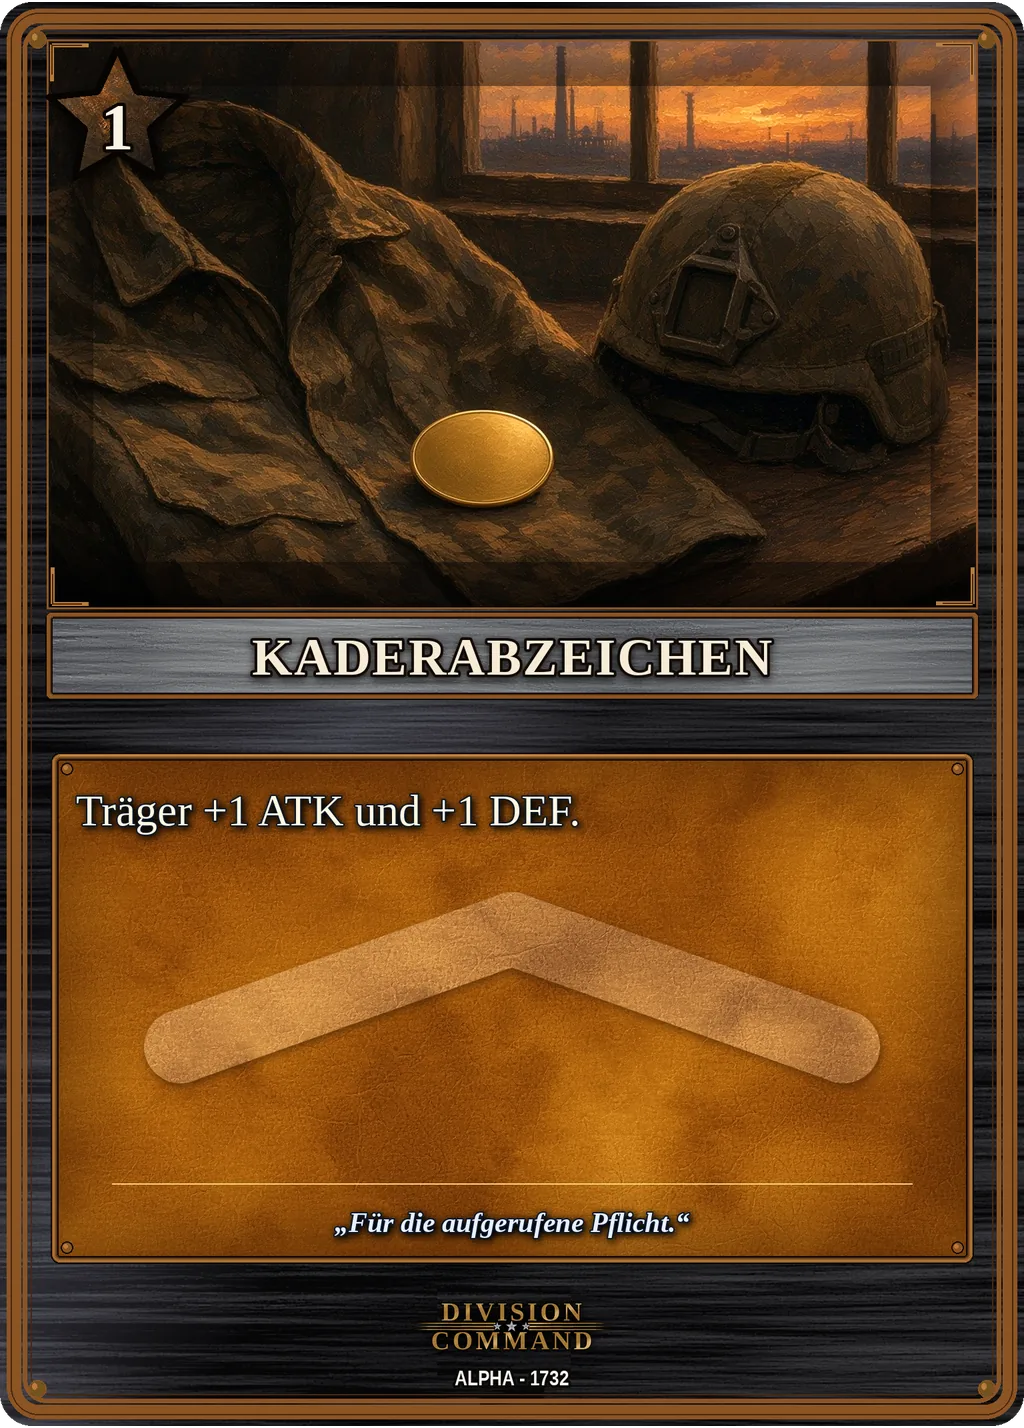 1
KADERABZEICHEN
Träger +1 ATK und +1 DEF.
„Für die aufgerufene Pflicht.“
DIVISION
COMMAND
ALPHA - 1732